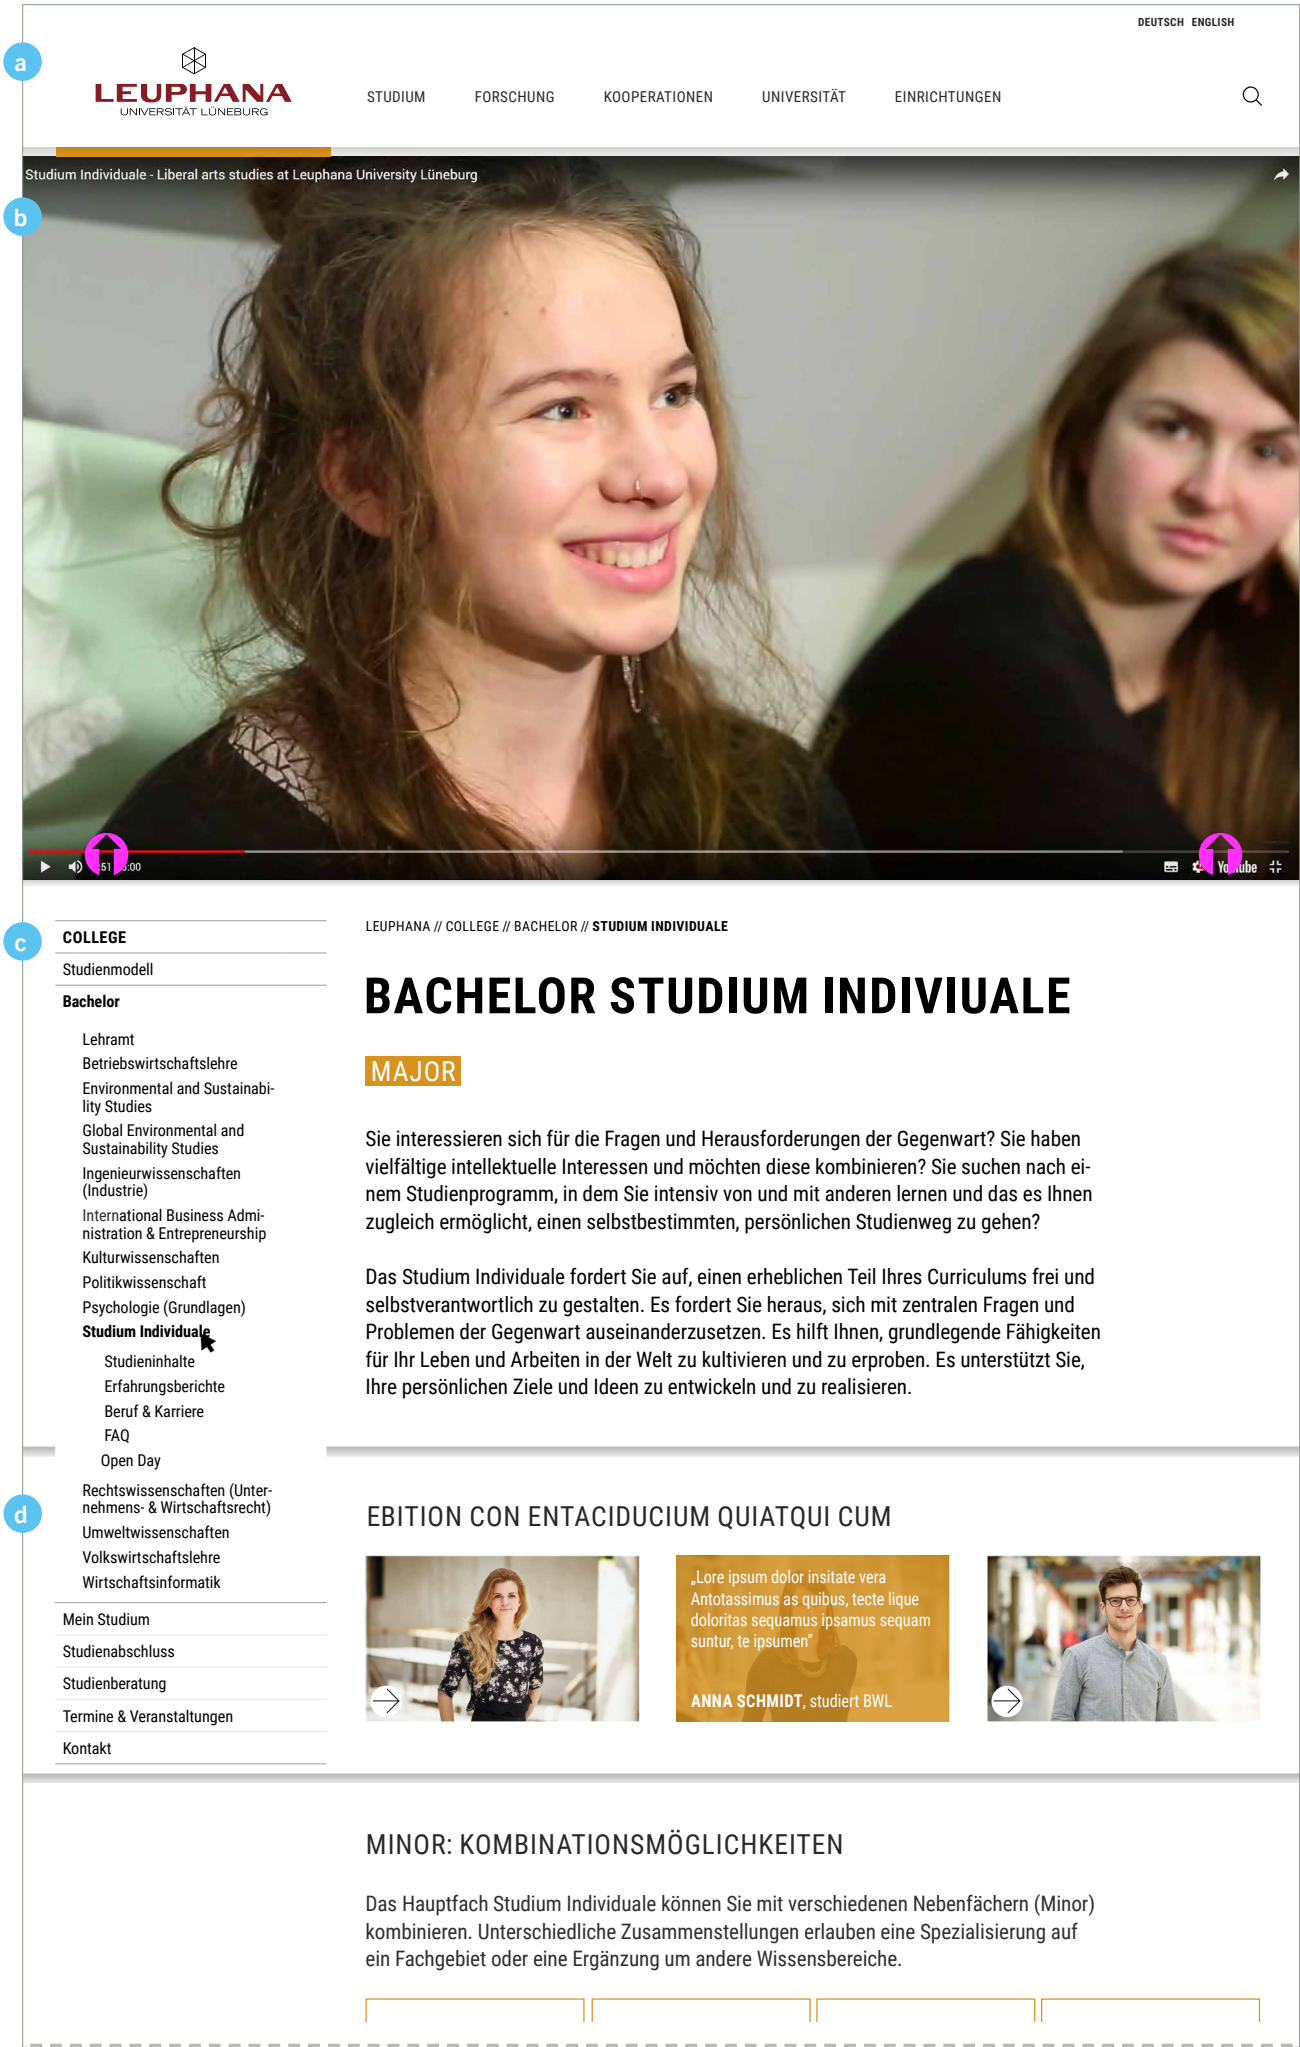 DEUTSCH ENGLISH
a
LEUPHANA
UNIVERSITÄT LÜNEBURG
STUDIUM FORSCHUNG KOOPERATIONEN UNIVERSITÄT EINRICHTUNGEN
Studium Individuale - Liberal arts studies at Leuphana University Lüneburg
b
c
COLLEGE
Studienmodell
Bachelor
Lehramt
Betriebswirtschaftslehre
Environmental and Sustainabi-
lity Studies
Global Environmental and
Sustainability Studies
Ingenieurwissenschaften
(Industrie)
International Business Admi-
nistration & Entrepreneurship
Kulturwissenschaften
Politikwissenschaft
Psychologie (Grundlagen)
Studium Individuale
Studieninhalte
Erfahrungsberichte
Beruf & Karriere
FAQ
Open Day
d
Rechtswissenschaften (Unter-
nehmens- & Wirtschaftsrecht)
Umweltwissenschaften
Volkswirtschaftslehre
Wirtschaftsinformatik
Mein Studium
Studienabschluss
Studienberatung
Termine & Veranstaltungen
Kontakt
LEUPHANA // COLLEGE // BACHELOR // STUDIUM INDIVIDUALE
BACHELOR STUDIUM INDIVIUALE
MAJOR
Sie interessieren sich für die Fragen und Herausforderungen der Gegenwart? Sie haben
vielfältige intellektuelle Interessen und möchten diese kombinieren? Sie suchen nach ei-
nem Studienprogramm, in dem Sie intensiv von und mit anderen lernen und das es Ihnen
zugleich ermöglicht, einen selbstbestimmten, persönlichen Studienweg zu gehen?
Das Studium Individuale fordert Sie auf, einen erheblichen Teil Ihres Curriculums frei und
selbstverantwortlich zu gestalten. Es fordert Sie heraus, sich mit zentralen Fragen und
Problemen der Gegenwart auseinanderzusetzen. Es hilft Ihnen, grundlegende Fähigkeiten
für Ihr Leben und Arbeiten in der Welt zu kultivieren und zu erproben. Es unterstützt Sie,
Ihre persönlichen Ziele und Ideen zu entwickeln und zu realisieren.
EBITION CON ENTACIDUCIUM QUIATQUI CUM
„Lore ipsum dolor insitate vera
Antotassimus as quibus, tecte lique
doloritas sequamus ipsamus sequam
suntur, te ipsumen“
ANNA SCHMIDT, studiert BWL
MINOR: KOMBINATIONSMÖGLICHKEITEN
Das Hauptfach Studium Individuale können Sie mit verschiedenen Nebenfächern (Minor)
kombinieren. Unterschiedliche Zusammenstellungen erlauben eine Spezialisierung auf
ein Fachgebiet oder eine Ergänzung um andere Wissensbereiche.